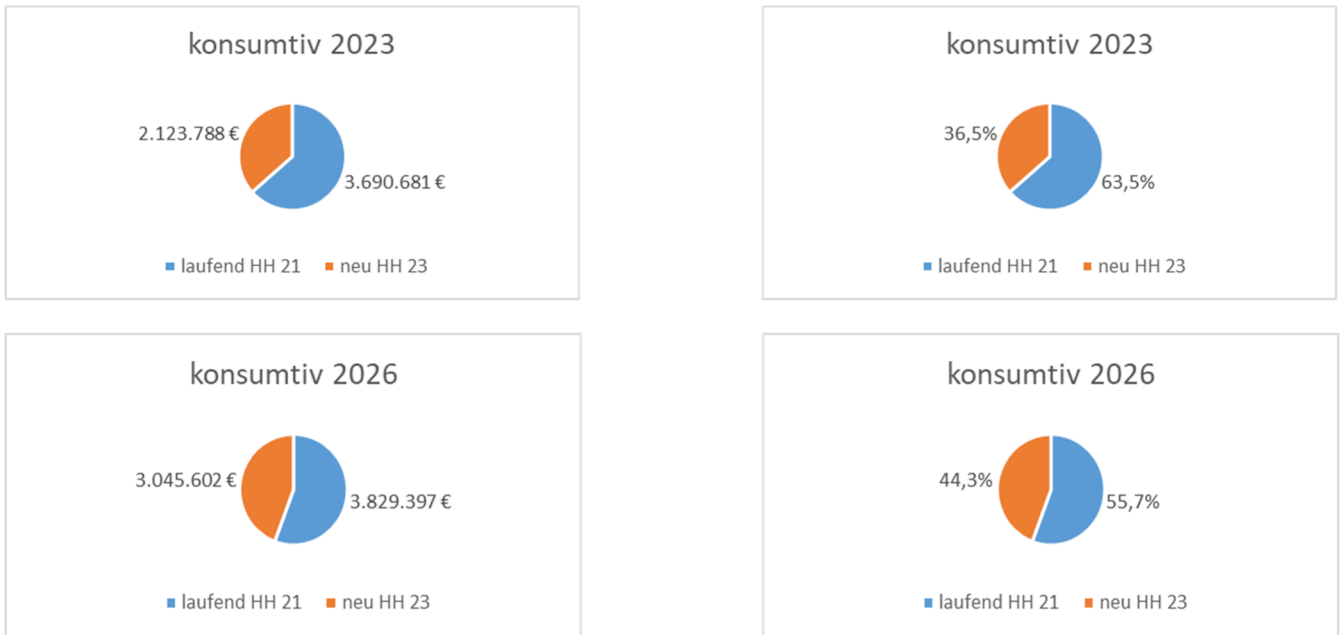 konsumtiv 2023
2.123.788 €
3.690.681 €
laufend HH 21 neu HH 23
konsumtiv 2023
36,5%
63,5%
laufend HH 21 neu HH 23
konsumtiv 2026
3.045.602 €
3.829.397 €
laufend HH 21 neu HH 23
konsumtiv 2026
44,3%
55,7%
laufend HH 21 neu HH 23